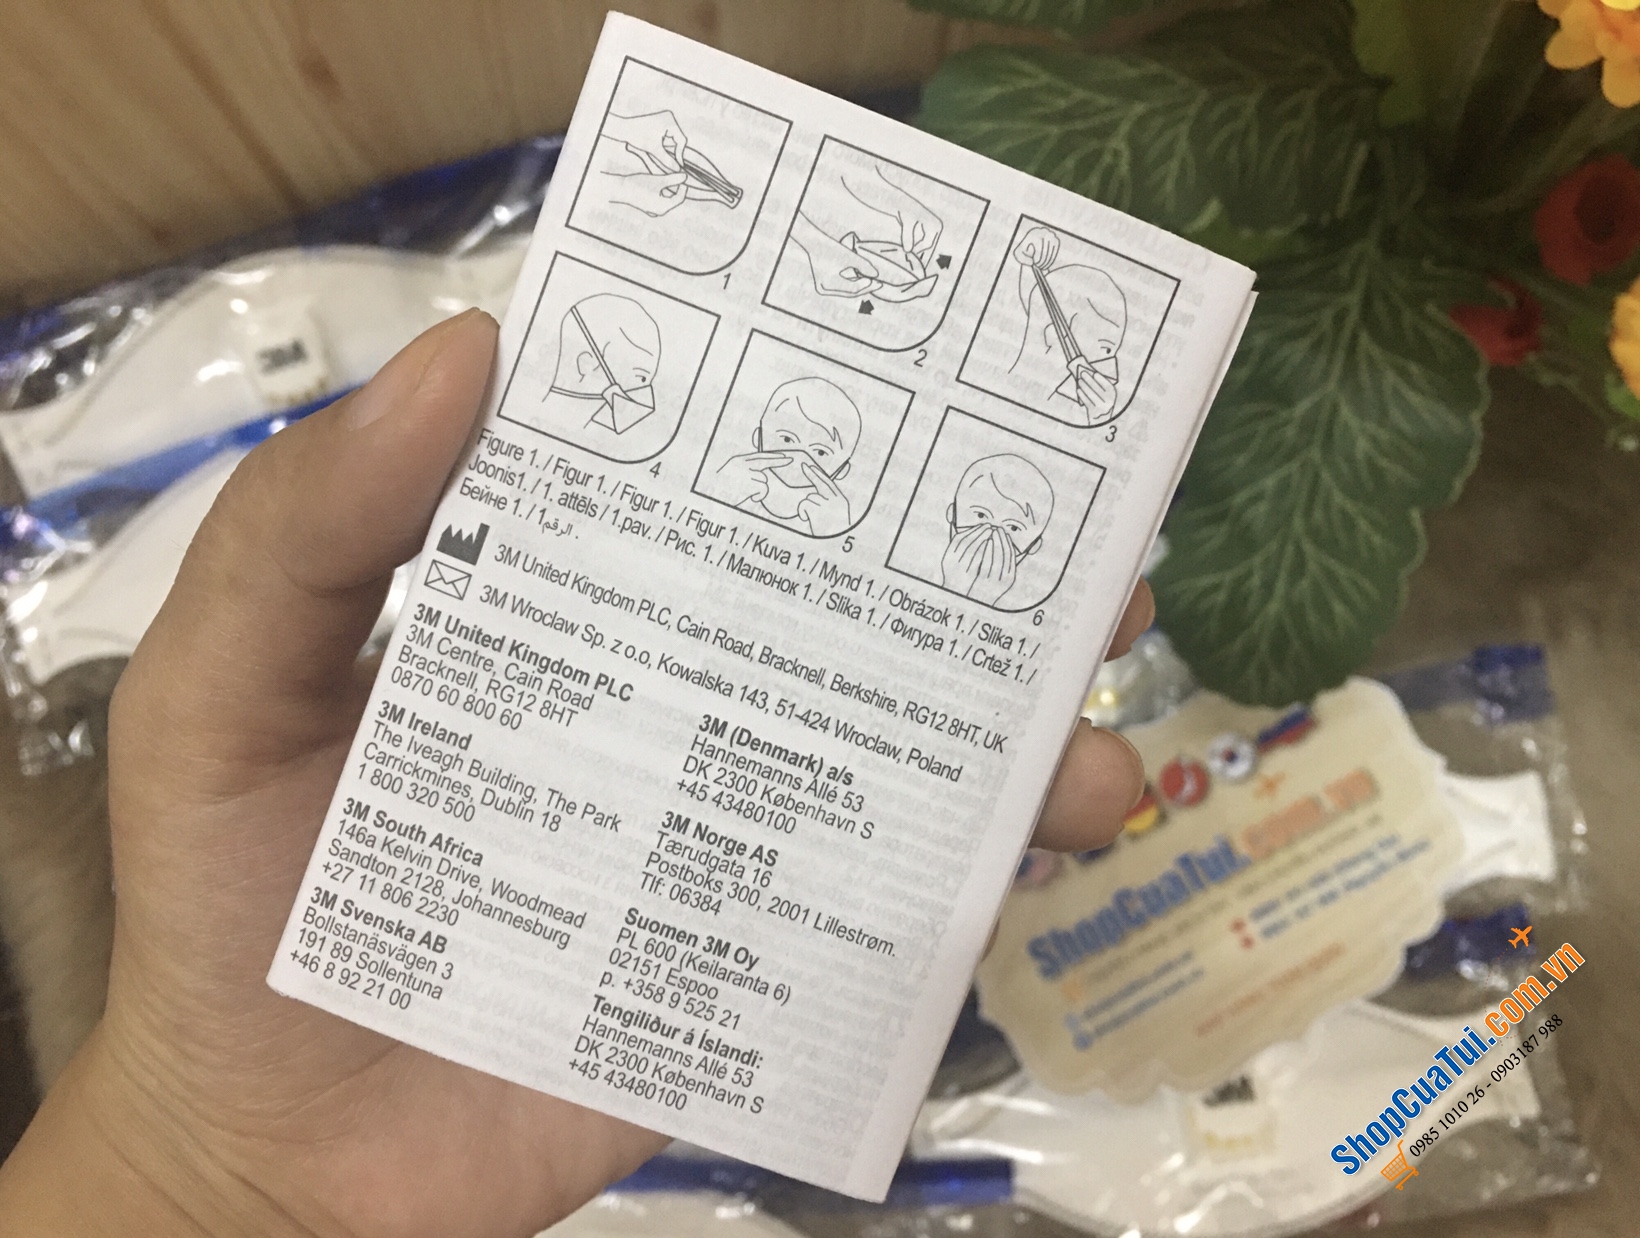 1
2
3
4
5
6
Figure 1. / Figur 1. / Figur 1. / Figur 1. / Kuva 1. / Mynd 1. / Obrázok 1. / Slika 1. /
Joonis1. / 1. attēls / 1.pav. / Рис. 1. / Малюнок 1. / Slika 1. / Фигура 1. / Crtež 1. /
Бейне 1. / 1الرقم .
3M United Kingdom PLC, Cain Road, Bracknell, Berkshire, RG12 8HT, UK
3M Wroclaw Sp. z o.o, Kowalska 143, 51-424 Wroclaw, Poland
3M United Kingdom PLC
3M Centre, Cain Road
Bracknell, RG12 8HT
0870 60 800 60
3M Ireland
The Iveagh Building, The Park
Carrickmines, Dublin 18
1 800 320 500
3M South Africa
146a Kelvin Drive, Woodmead
Sandton 2128, Johannesburg
+27 11 806 2230
3M Svenska AB
Bollstanäsvägen 3
191 89 Sollentuna
+46 8 92 21 00
3M (Denmark) a/s
Hannemanns Allé 53
DK 2300 København S
+45 43480100
3M Norge AS
Tærudgata 16
Postboks 300, 2001 Lillestrøm.
Tlf: 06384
Suomen 3M Oy
PL 600 (Keilaranta 6)
02151 Espoo
p. +358 9 525 21
Tengiliður á Íslandi:
Hannemanns Allé 53
DK 2300 København S
+45 43480100
3M
3M
ShopCuaTui.com.vn
ShopCuaTui.com.vn
0985 1010 26 - 0903187 988